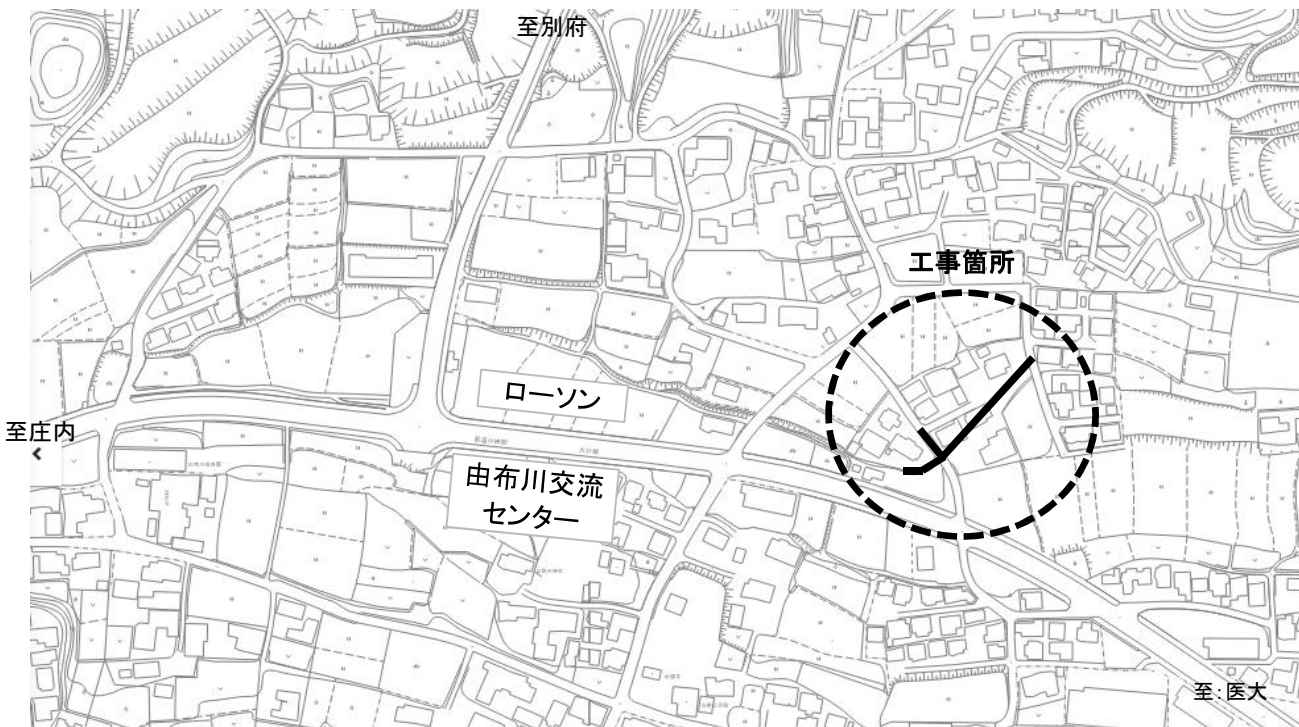 至別府
工事箇所
ローソン
至庄内
由布川交流
センター
至:医大